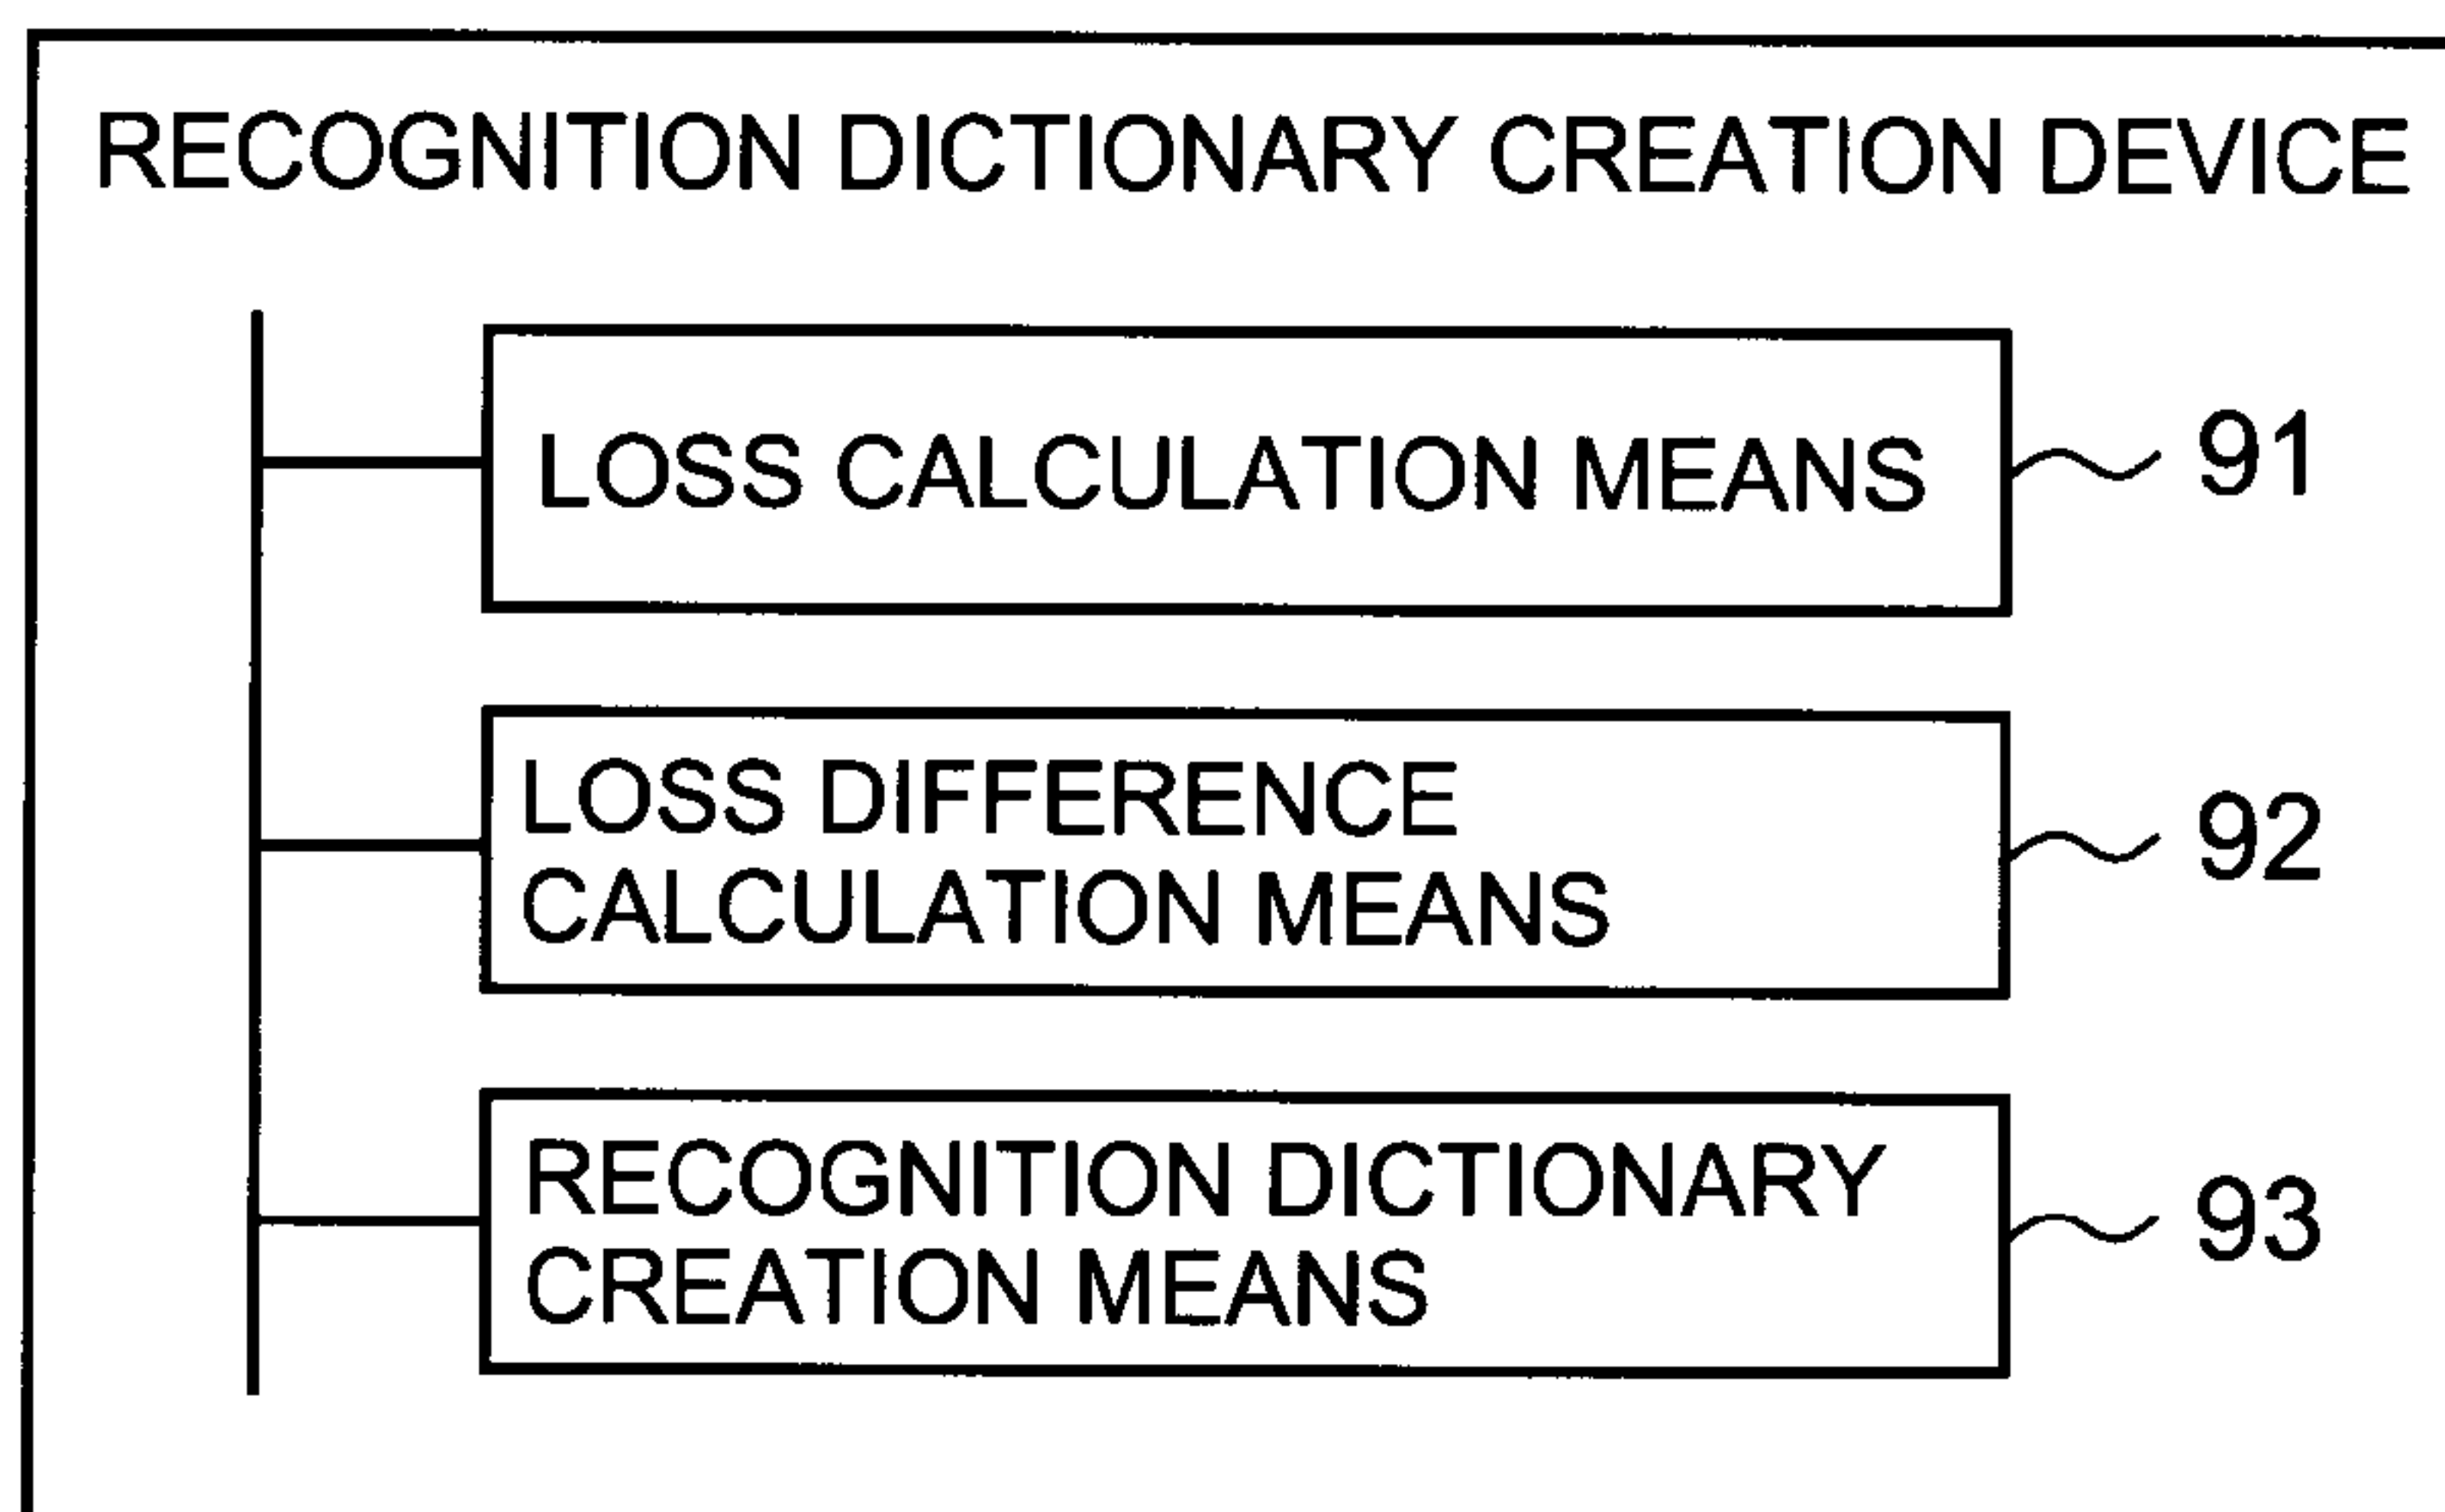 RECOGNITION DICTIONARY CREATION DEVICE
LOSS CALCULATION MEANS
91
LOSS DIFFERENCE
CALCULATION MEANS
92
RECOGNITION DICTIONARY
CREATION MEANS
93